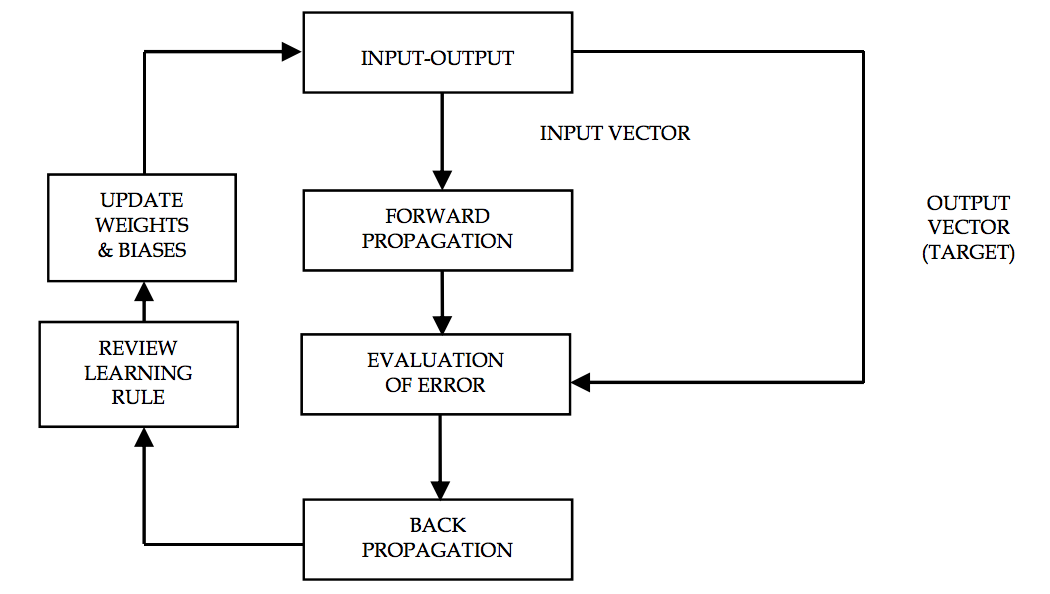 INPUT-OUTPUT
INPUT VECTOR
UPDATE
WEIGHTS
& BIASES
FORWARD
PROPAGATION
OUTPUT
VECTOR
(TARGET)
REVIEW
LEARNING
RULE
EVALUATION
OF ERROR
BACK
PROPAGATION